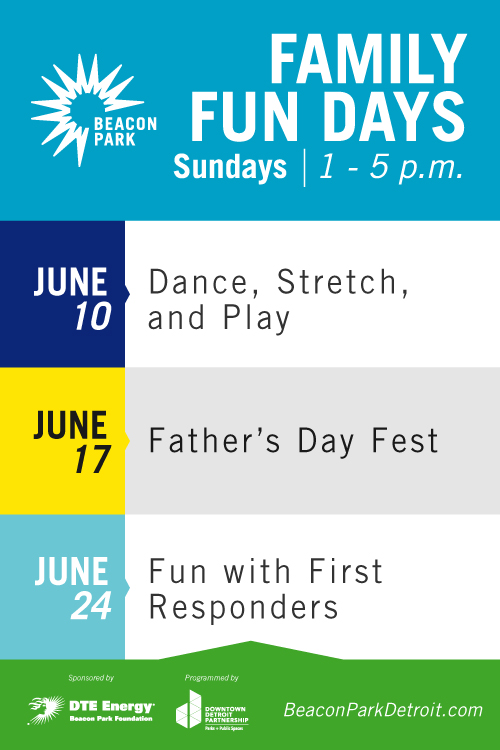 FAMILY
FUN DAYS
Sundays | 1 - 5 p.m.
BEACON
PARK
JUNE
10
Dance, Stretch,
and Play
JUNE
17
Father's Day Fest
JUNE
24
Fun with First
Responders
Sponsored by
DTE Energy®
Beacon Park Foundation
Programmed by
DOWNTOWN
DETROIT
PARTNERSHIP
Parks + Public Spaces
BeaconParkDetroit.com